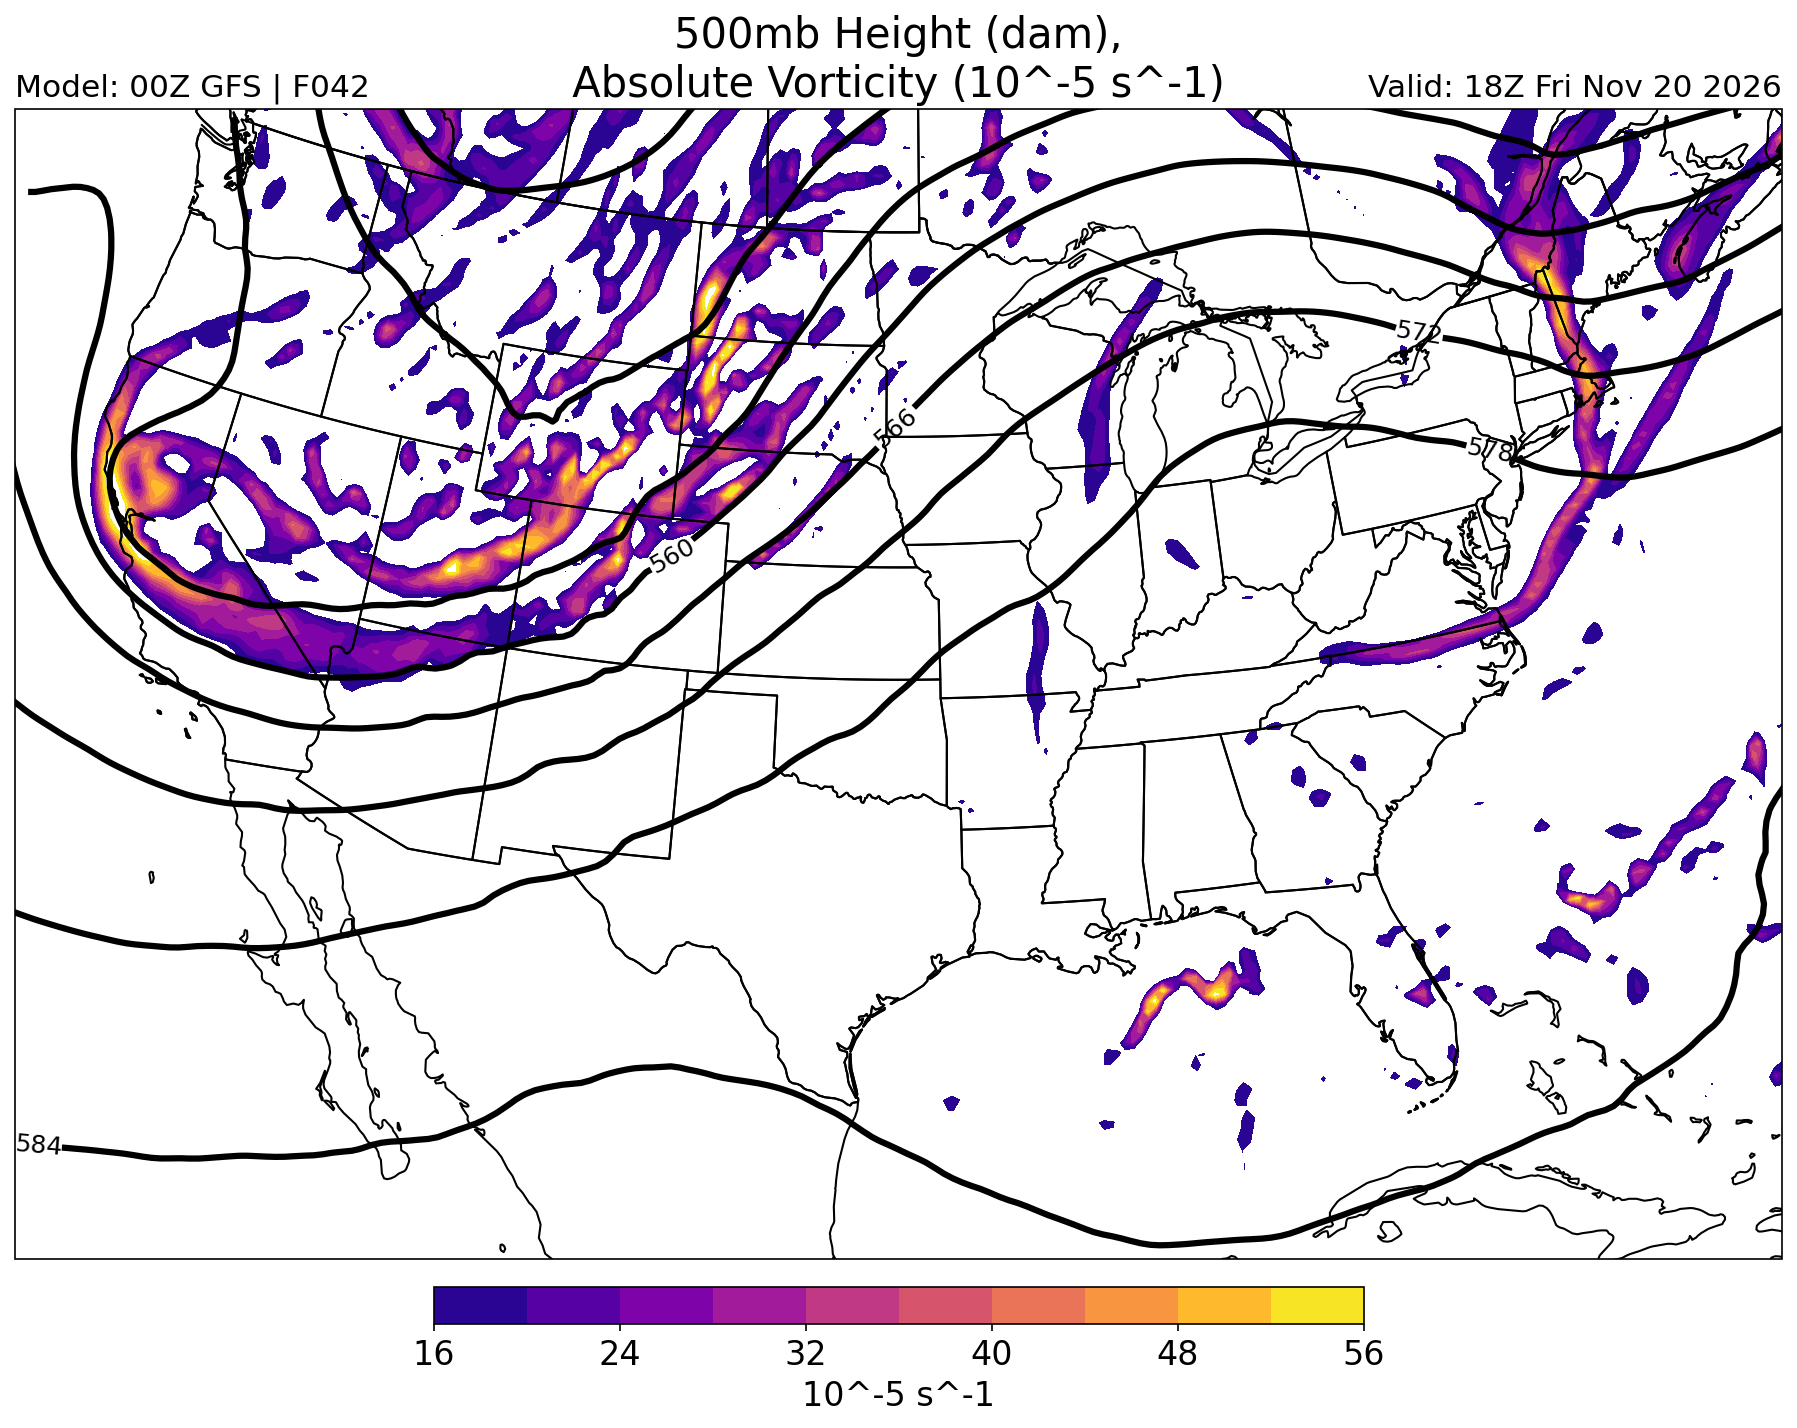 500mb Height (dam),
Absolute Vorticity (10^-5 s^-1)
Model: 00Z GFS | F042
Valid: 18Z Fri Nov 20 2026
572
566
578
560
584
16 24 32 40 48 56
10^-5 s^-1